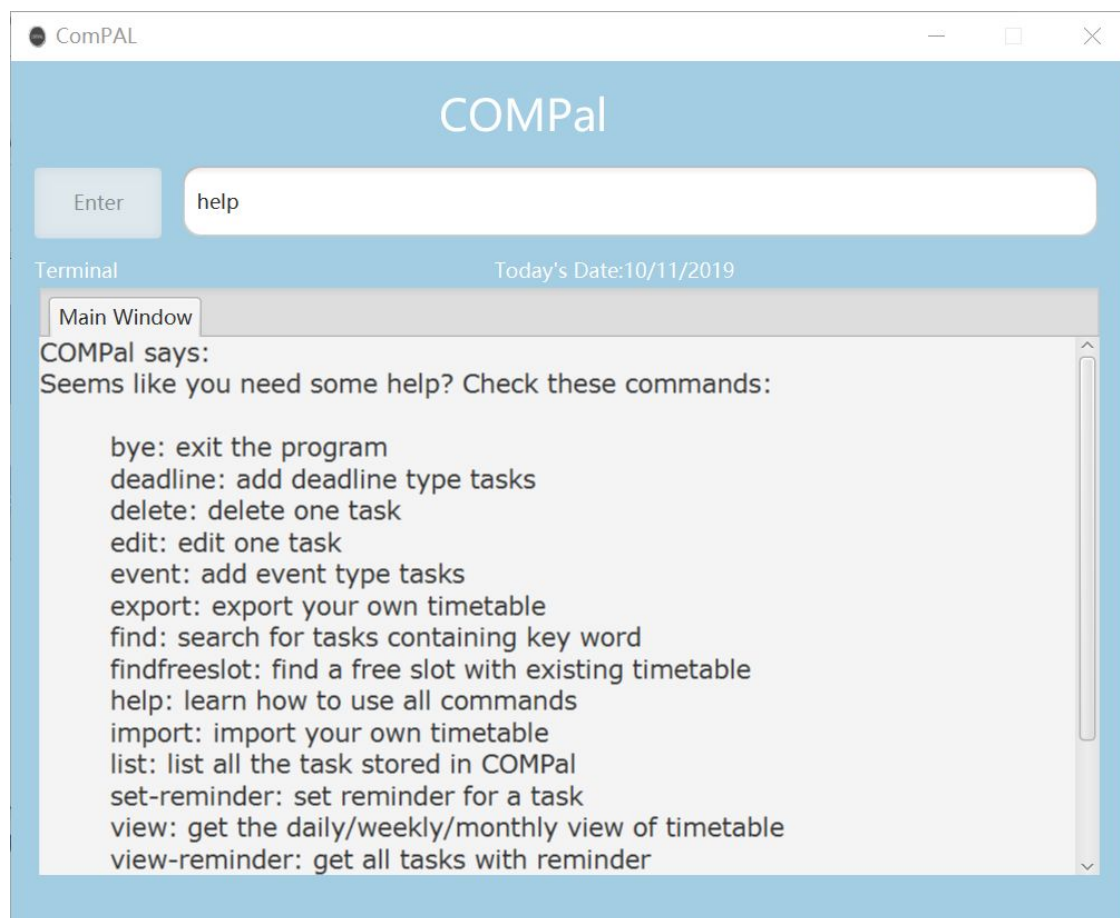 ComPAL
COMPal
Enter
help
Terminal
Today's Date:10/11/2019
Main Window
COMPal says:
Seems like you need some help? Check these commands:
bye: exit the program
deadline: add deadline type tasks
delete: delete one task
edit: edit one task
event: add event type tasks
export: export your own timetable
find: search for tasks containing key word
findfreeslot: find a free slot with existing timetable
help: learn how to use all commands
import: import your own timetable
list: list all the task stored in COMPal
set-reminder: set reminder for a task
view: get the daily/weekly/monthly view of timetable
view-reminder: get all tasks with reminder